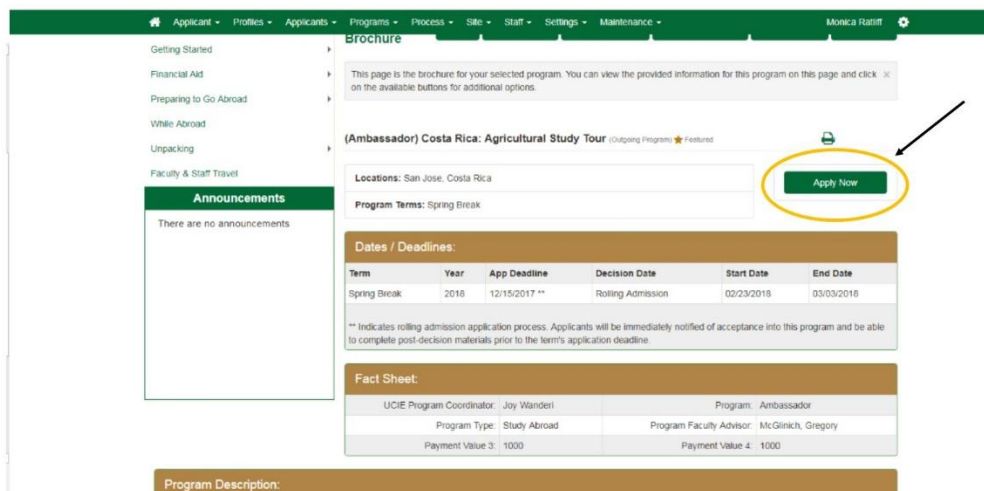 Applicant Profiles Applicants Programs Process Site Staff Settings Maintenance Monica Ratliff
Getting Started
Financial Aid
Preparing to Go Abroad
While Abroad
Unpacking
Faculty & Staff Travel
Announcements
There are no announcements
Brochure
This page is the brochure for your selected program. You can view the provided information for this program on this page and click
on the available buttons for additional options.
(Ambassador) Costa Rica: Agricultural Study Tour (Outgoing Program) Featured
Locations: San Jose, Costa Rica
Program Terms: Spring Break
Apply Now
Dates / Deadlines:
Term Year App Deadline Decision Date Start Date End Date
Spring Break 2018 12/15/2017 ** Rolling Admission 02/23/2018 03/03/2018
** Indicates rolling admission application process. Applicants will be immediately notified of acceptance into this program and be able
to complete post-decision materials prior to the term's application deadline.
Fact Sheet:
UCIE Program Coordinator: Joy Wanderi Program: Ambassador
Program Type: Study Abroad Program Faculty Advisor: McGlinich, Gregory
Payment Value 3: 1000 Payment Value 4: 1000
Program Description: